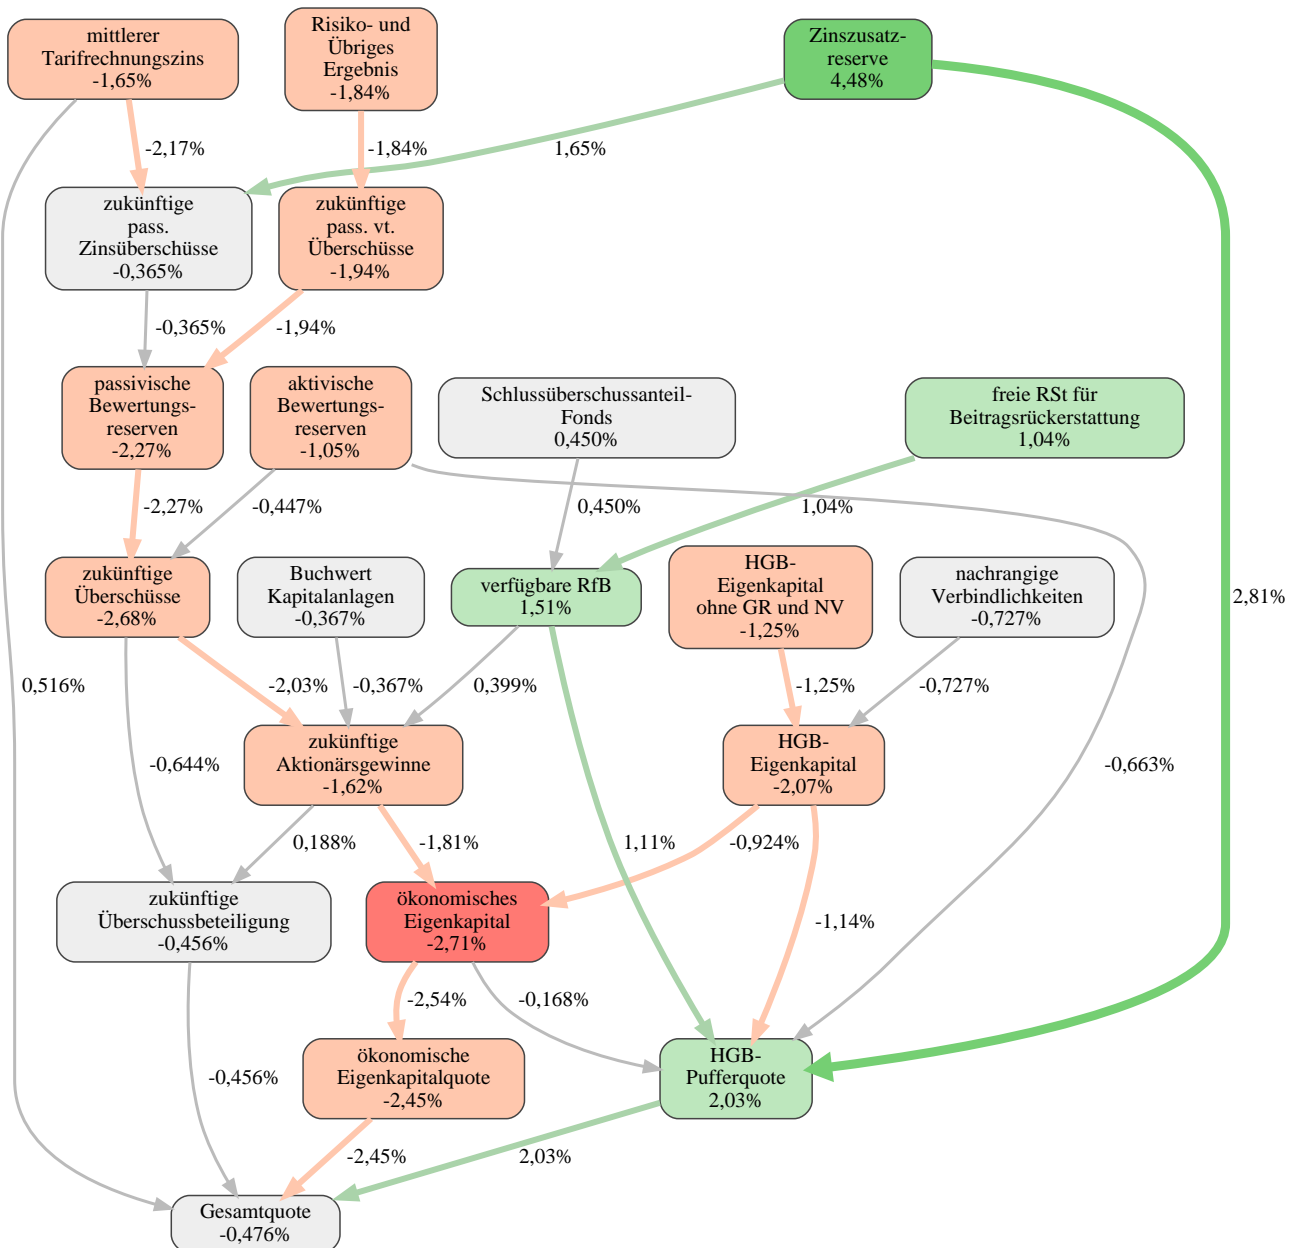 mittlerer
Tarifrechnungszins
-1,65%
Risiko- und
Übriges
Ergebnis
-1,84%
Zinszusatz-
reserve
4,48%
-2,17%
-1,84%
1,65%
zukünftige
pass.
Zinsüberschüsse
-0,365%
zukünftige
pass. vt.
Überschüsse
-1,94%
-0,365%
-1,94%
passivische
Bewertungs-
reserven
-2,27%
aktivische
Bewertungs-
reserven
-1,05%
Schlussüberschussanteil-
Fonds
0,450%
freie RSt für
Beitragsrückerstattung
1,04%
-2,27%
-0,447%
0,450%
1,04%
zukünftige
Überschüsse
-2,68%
Buchwert
Kapitalanlagen
-0,367%
verfügbare RfB
1,51%
HGB-
Eigenkapital
ohne GR und NV
-1,25%
nachrangige
Verbindlichkeiten
-0,727%
2,81%
0,516%
-2,03%
-0,367%
0,399%
-1,25%
-0,727%
zukünftige
Aktionärsgewinne
-1,62%
HGB-
Eigenkapital
-2,07%
-0,644%
-0,663%
0,188%
-1,81%
1,11%
-0,924%
zukünftige
Überschussbeteiligung
-0,456%
ökonomisches
Eigenkapital
-2,71%
-1,14%
-2,54%
-0,168%
ökonomische
Eigenkapitalquote
-2,45%
HGB-
Pufferquote
2,03%
-0,456%
-2,45%
2,03%
Gesamtquote
-0,476%